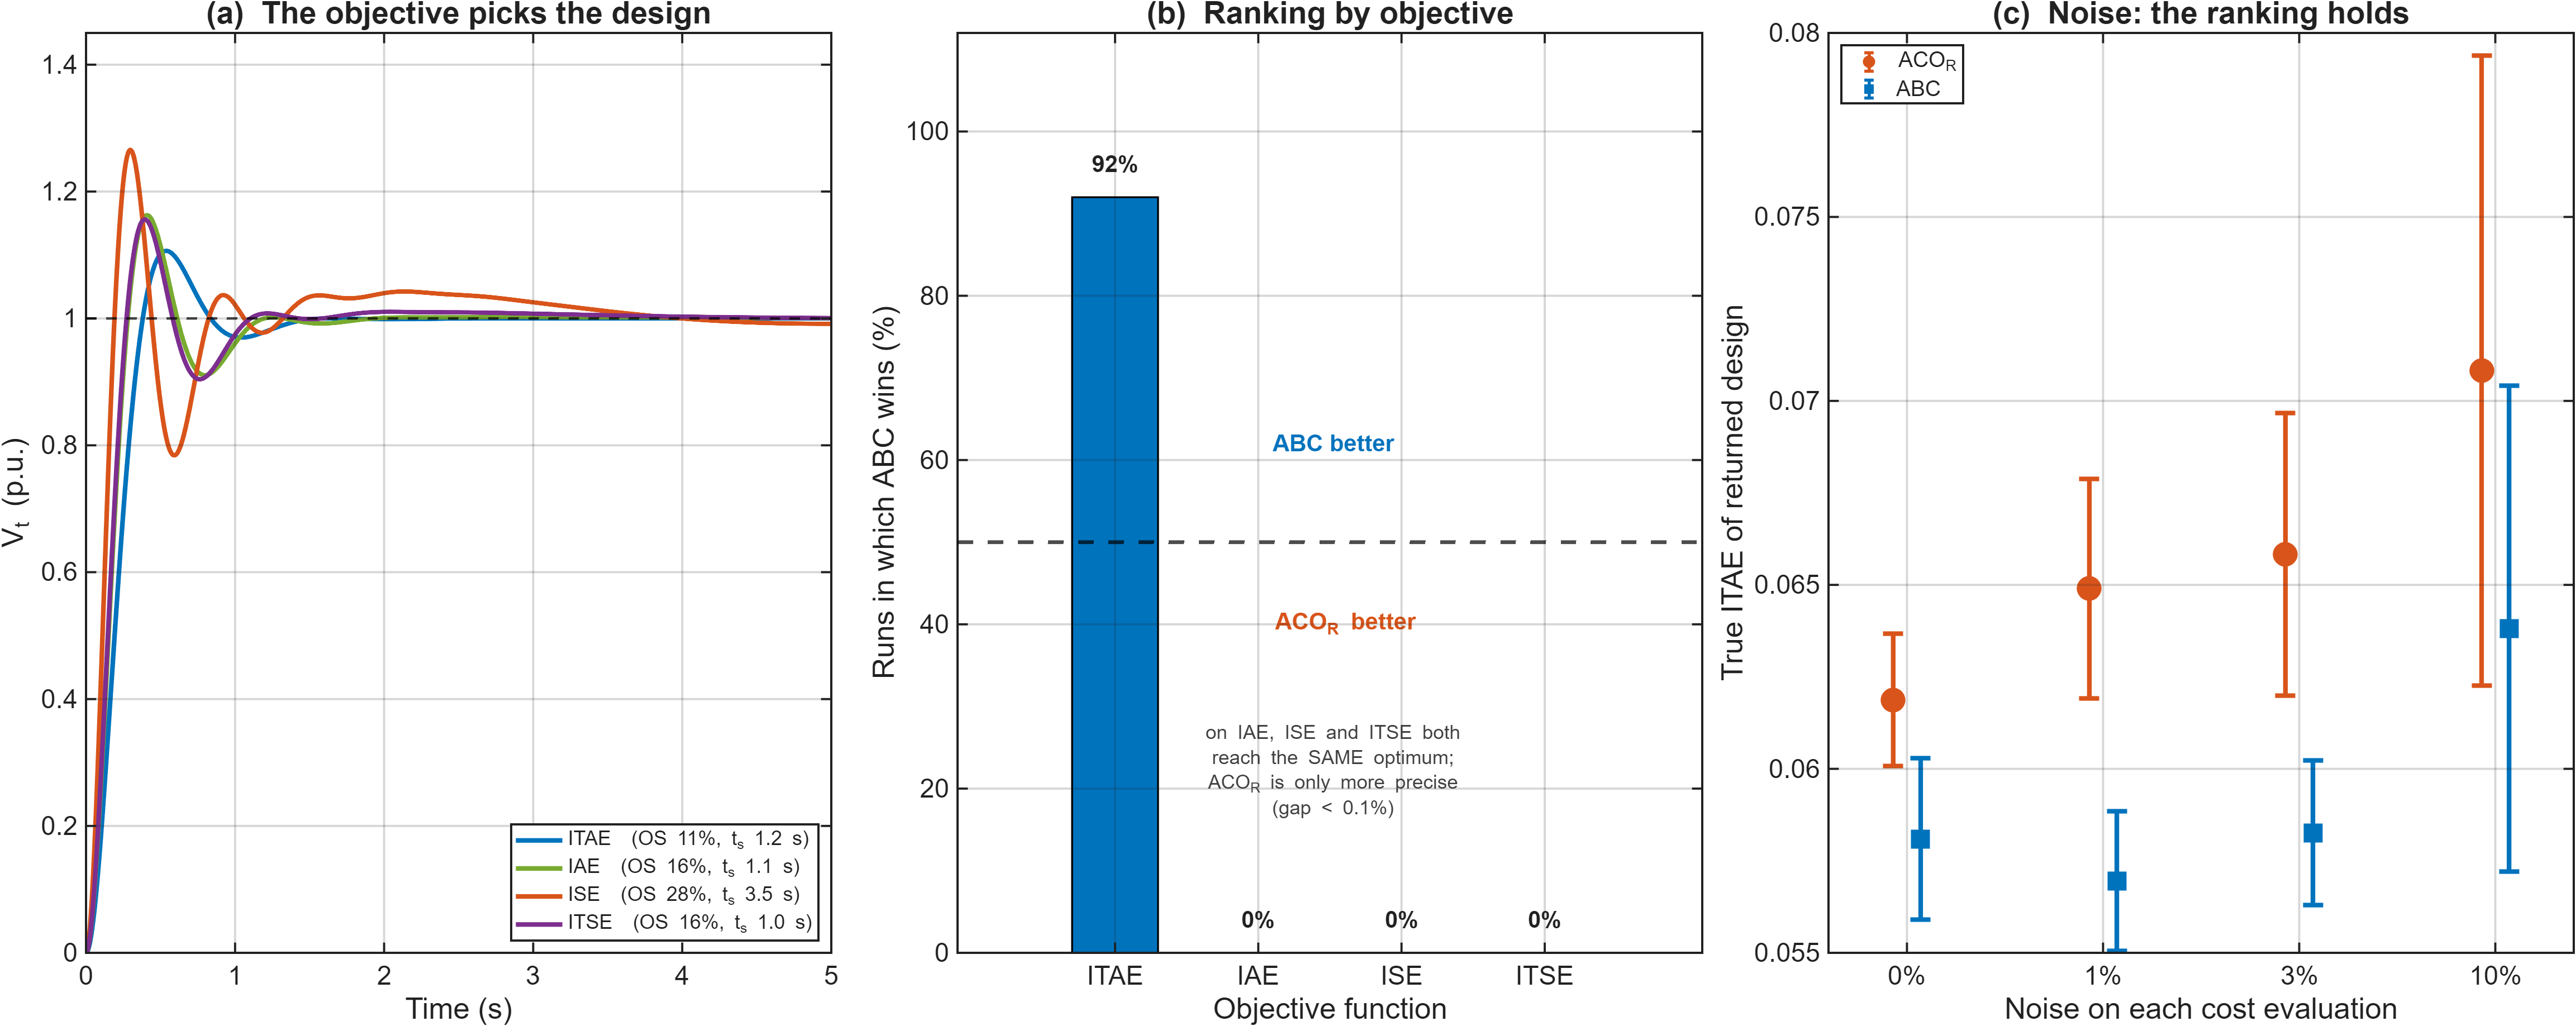 (a) The objective picks the design
1.4
1.2
1
0.8
0.6
0.4
0.2
0
0 1 2 3 4 5
Time (s)
Vt (p.u.)
ITAE (OS 11%, ts 1.2 s)
IAE (OS 16%, ts 1.1 s)
ISE (OS 28%, ts 3.5 s)
ITSE (OS 16%, ts 1.0 s)
(b) Ranking by objective
100
80
60
40
20
0
Runs in which ABC wins (%)
92%
ABC better
ACOR better
on IAE, ISE and ITSE both
reach the SAME optimum;
ACOR is only more precise
(gap < 0.1%)
0% 0% 0%
ITAE IAE ISE ITSE
Objective function
(c) Noise: the ranking holds
0.08
0.075
0.07
0.065
0.06
0.055
True ITAE of returned design
ACOR
ABC
0% 1% 3% 10%
Noise on each cost evaluation